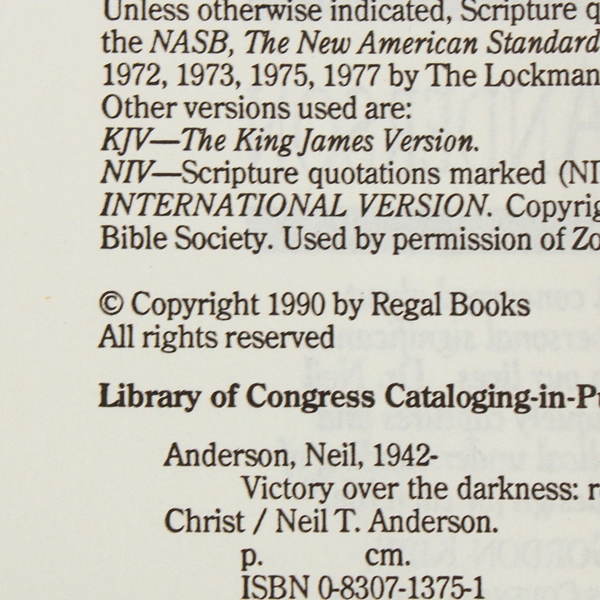 Unless otherwise indicated, Scripture q
the NASB, The New American Standard
1972, 1973, 1975, 1977 by The Lockman
Other versions used are:
KJV—The King James Version.
NIV—Scripture quotations marked (NI
INTERNATIONAL VERSION. Copyrig
Bible Society. Used by permission of Zo
© Copyright 1990 by Regal Books
All rights reserved
Library of Congress Cataloging-in-Pu
Anderson, Neil, 1942-
Victory over the darkness: r
Christ / Neil T. Anderson.
p. cm.
ISBN 0-8307-1375-1